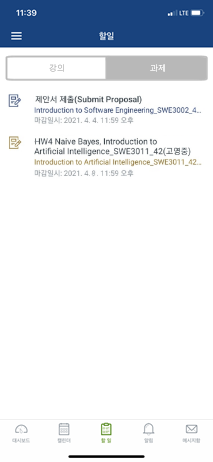 11:39
LTE
할일
강의
과제
제안서 제출(Submit Proposal)
Introduction to Software Engineering_SWE3002_4...
마감일시: 2021. 4. 4. 11:59 오후
HW4 Naive Bayes, Introduction to
Artificial Intelligence_SWE3011_42(고영중)
Introduction to Artificial Intelligence_SWE3011_42...
마감일시: 2021. 4. 8. 11:59 오후
대시보드
캘린더
할 일
알림
메시지함